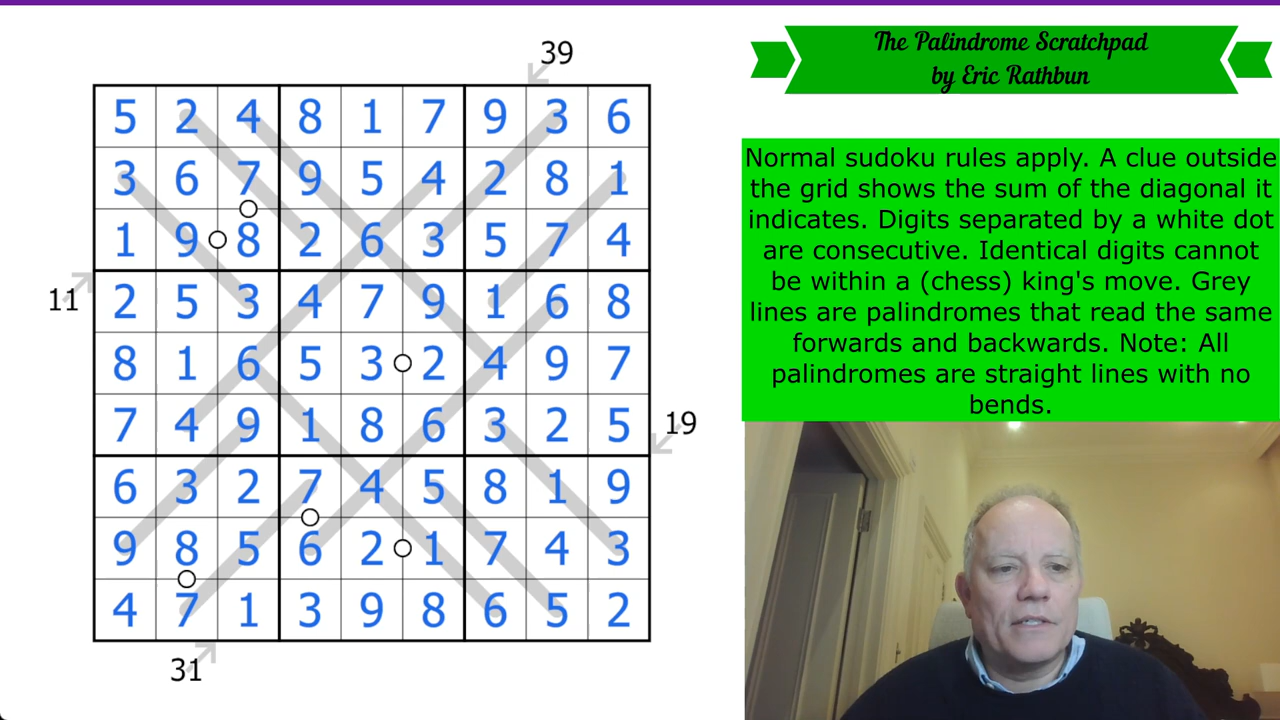 The Palindrome Scratchpad
by Eric Rathbun
39
5 2 4 8 1 7 9 3 6
3 6 7 9 5 4 2 8 1
1 9 8 2 6 3 5 7 4
11
2 5 3 4 7 9 1 6 8
8 1 6 5 3 2 4 9 7
7 4 9 1 8 6 3 2 5
19
6 3 2 7 4 5 8 1 9
9 8 5 6 2 1 7 4 3
4 7 1 3 9 8 6 5 2
31
Normal sudoku rules apply. A clue outside
the grid shows the sum of the diagonal it
indicates. Digits separated by a white dot
are consecutive. Identical digits cannot
be within a (chess) king's move. Grey
lines are palindromes that read the same
forwards and backwards. Note: All
palindromes are straight lines with no
bends.